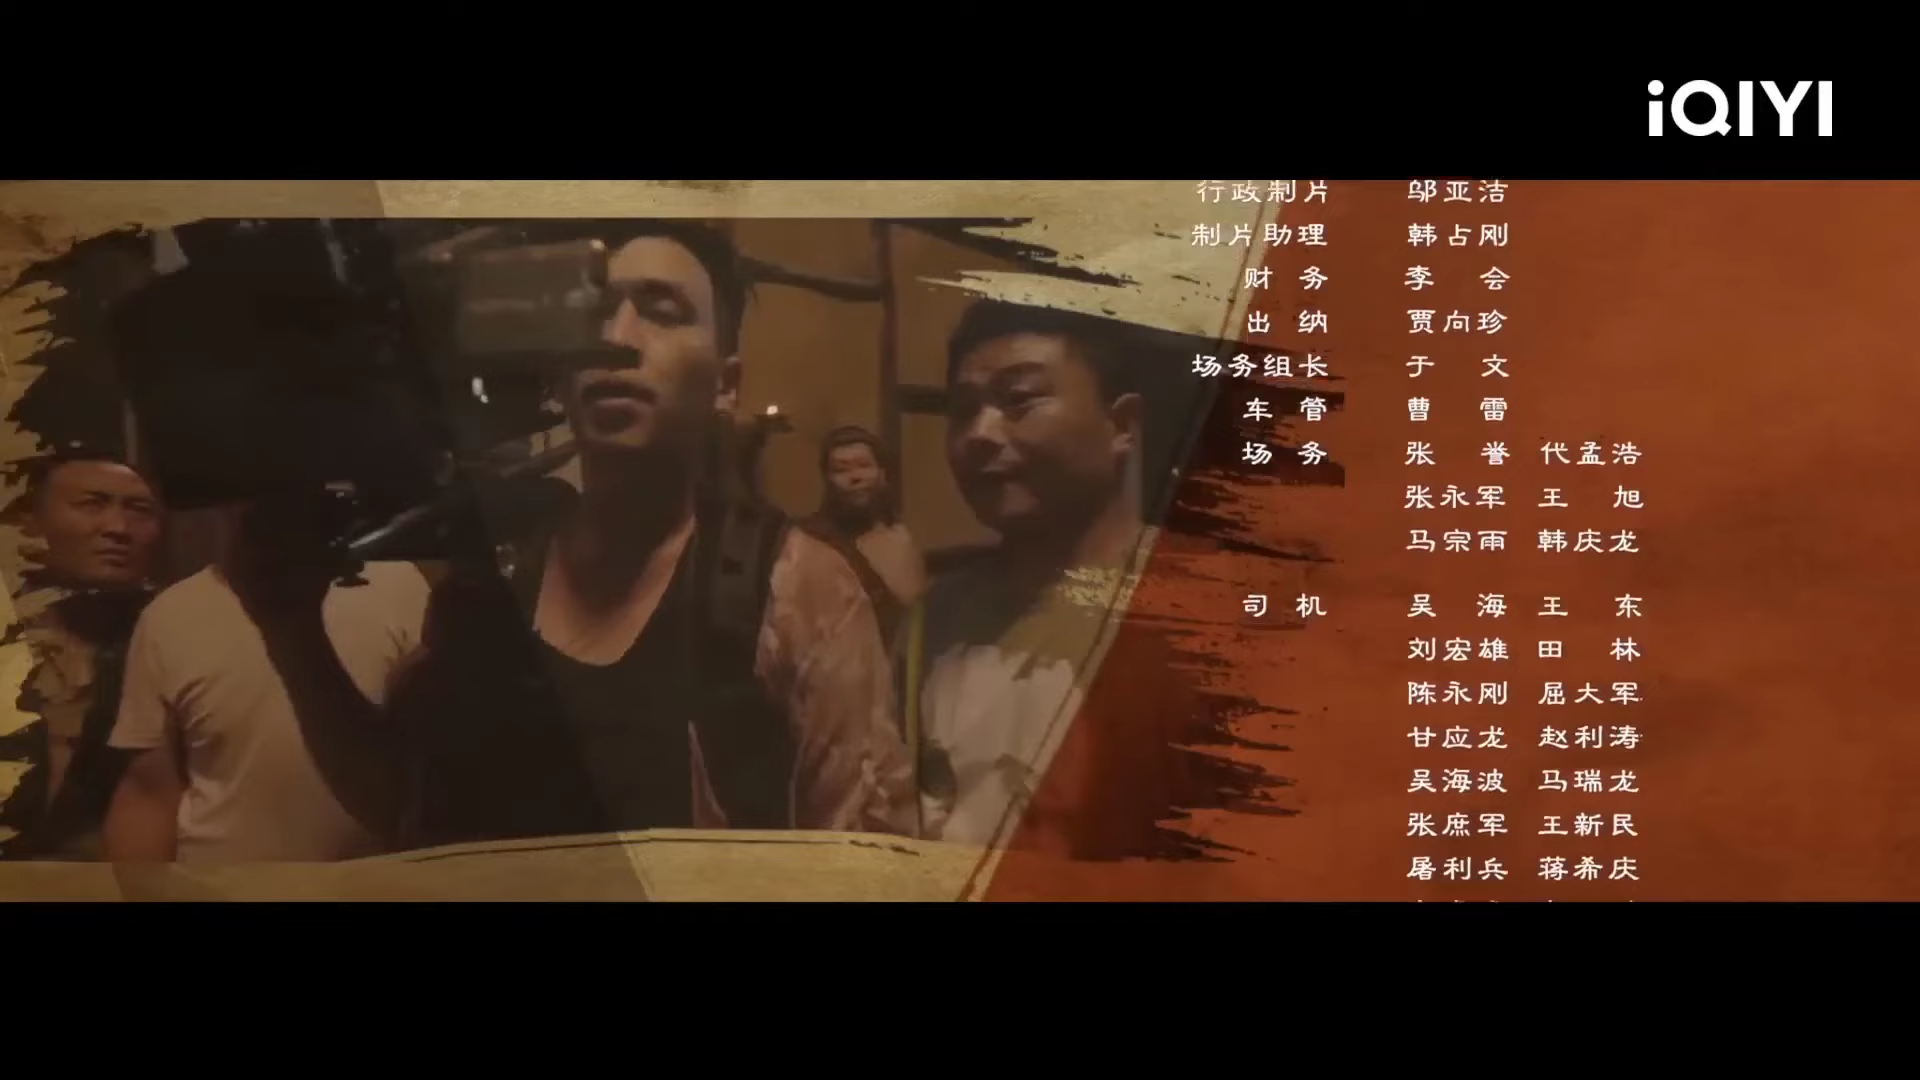 iQIYI
行政制片 邬亚洁
制片助理 韩占刚
财务 李会
出纳 贾向珍
场务组长 于文
车管 曹雷
场务 张誉 代孟浩
张永军 王旭
马宗雨 韩庆龙
司机 吴海 王东
刘宏雄 田林
陈永刚 屈大军
甘应龙 赵利涛
吴海波 马瑞龙
张庶军 王新民
屠利兵 蒋希庆